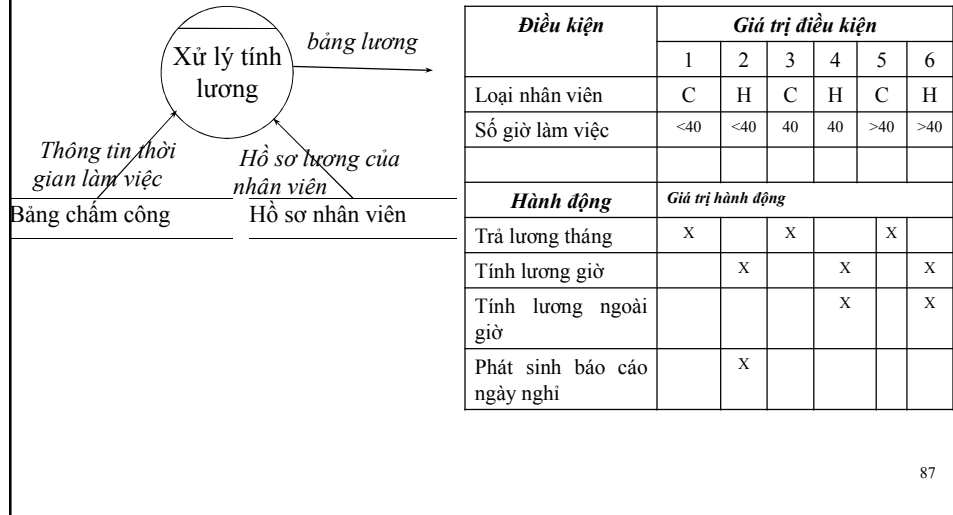 Xử lý tính
lương
bảng lương
Thông tin thời
gian làm việc
Hồ sơ lương của
nhân viên
Bảng chấm công
Hồ sơ nhân viên
Điều kiện Giá trị điều kiện
1 2 3 4 5 6
Loại nhân viên C H C H C H
Số giờ làm việc <40 <40 40 40 >40 >40
Hành động Giá trị hành động
Trả lương tháng X X X
Tính lương giờ X X X
Tính lương ngoài
giờ X X
Phát sinh báo cáo
ngày nghỉ X
87